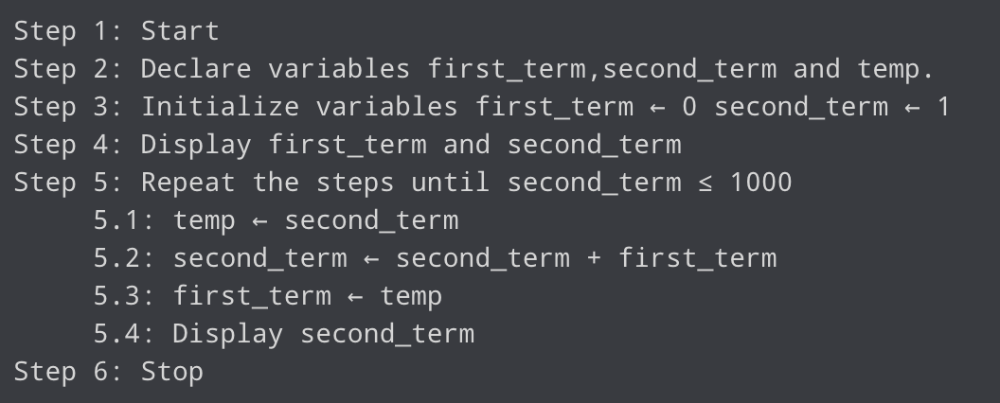 Step 1: Start
Step 2: Declare variables first_term,second_term and temp.
Step 3: Initialize variables first_term ← 0 second_term ← 1
Step 4: Display first_term and second_term
Step 5: Repeat the steps until second_term ≤ 1000
     5.1: temp ← second_term
     5.2: second_term ← second_term + first_term
     5.3: first_term ← temp
     5.4: Display second_term
Step 6: Stop